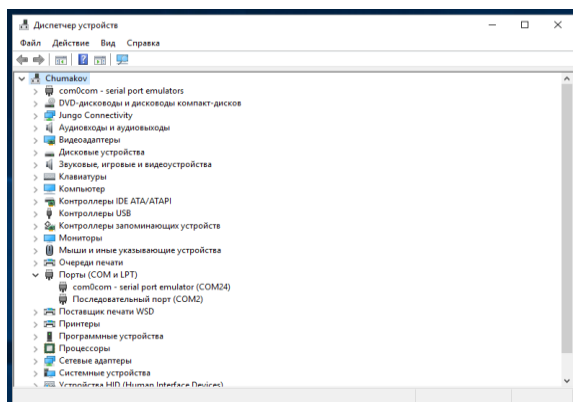 Диспетчер устройств
Файл Действие Вид Справка
Chumakov
com0com - serial port emulators
DVD-дисководы и дисководы компакт-дисков
Jungo Connectivity
Аудиовходы и аудиовыходы
Видеоадаптеры
Дисковые устройства
Звуковые, игровые и видеоустройства
Клавиатуры
Компьютер
Контроллеры IDE ATA/ATAPI
Контроллеры USB
Контроллеры запоминающих устройств
Мониторы
Мыши и иные указывающие устройства
Очереди печати
Порты (COM и LPT)
com0com - serial port emulator (COM24)
Последовательный порт (COM2)
Поставщик печати WSD
Принтеры
Программные устройства
Процессоры
Сетевые адаптеры
Системные устройства
Устройства HID (Human Interface Devices)